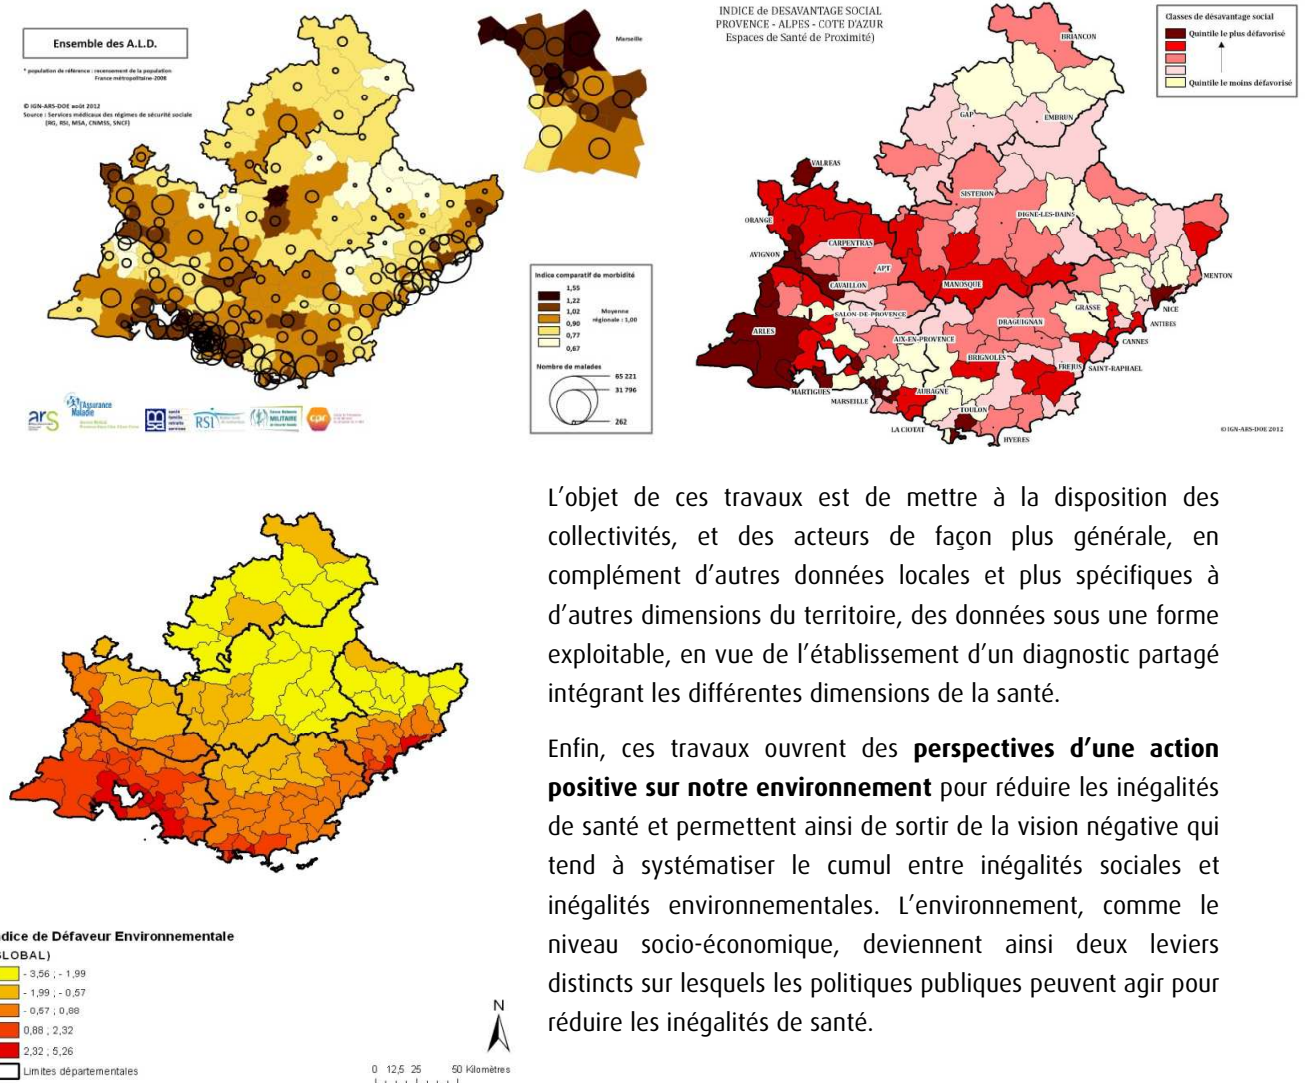 Ensemble des A.L.D.
* population de référence : recensement de la population
France métropolitaine-2008
© IGN-ARS-DOE août 2012
Source : Services médicaux des régimes de sécurité sociale
(RG, RSI, MSA, CNMSS, SNCF)
Marseille
Indice comparatif de morbidité
1,55
1,22
1,02
0,90
0,77
0,67
Moyenne
régionale : 1,00
Nombre de malades
65 221
31 796
262
ars
l'Assurance
Maladie
msa
santé
famille
retraite
services
RSI
MILITAIRE
cpr
INDICE de DESAVANTAGE SOCIAL
PROVENCE - ALPES - COTE D'AZUR
Espaces de Santé de Proximité)
Classes de désavantage social
Quintile le plus défavorisé
Quintile le moins défavorisé
BRIANCON
GAP
EMBRUN
VALREAS
SISTERON
ORANGE
DIGNE-LES-BAINS
CARPENTRAS
AVIGNON
APT
MENTON
CAVAILLON
MANOSQUE
NICE
GRASSE
SALON-DE-PROVENCE
ANTIBES
ARLES
DRAGUIGNAN
AIX-EN-PROVENCE
CANNES
BRIGNOLES
FREJUS
SAINT-RAPHAEL
MARTIGUES
AUBAGNE
MARSEILLE
TOULON
LA CIOTAT
HYERES
© IGN-ARS-DOE 2012
L'objet de ces travaux est de mettre à la disposition des
collectivités, et des acteurs de façon plus générale, en
complément d'autres données locales et plus spécifiques à
d'autres dimensions du territoire, des données sous une forme
exploitable, en vue de l'établissement d'un diagnostic partagé
intégrant les différentes dimensions de la santé.
Enfin, ces travaux ouvrent des perspectives d'une action
positive sur notre environnement pour réduire les inégalités
de santé et permettent ainsi de sortir de la vision négative qui
tend à systématiser le cumul entre inégalités sociales et
inégalités environnementales. L'environnement, comme le
niveau socio-économique, deviennent ainsi deux leviers
distincts sur lesquels les politiques publiques peuvent agir pour
réduire les inégalités de santé.
dice de Défaveur Environnementale
LOBAL)
- 3,56 ; - 1,99
- 1,99 ; - 0,57
- 0,57 ; 0,88
0,88 ; 2,32
2,32 ; 5,26
Limites départementales
N
0 12,5 25 50 Kilomètres